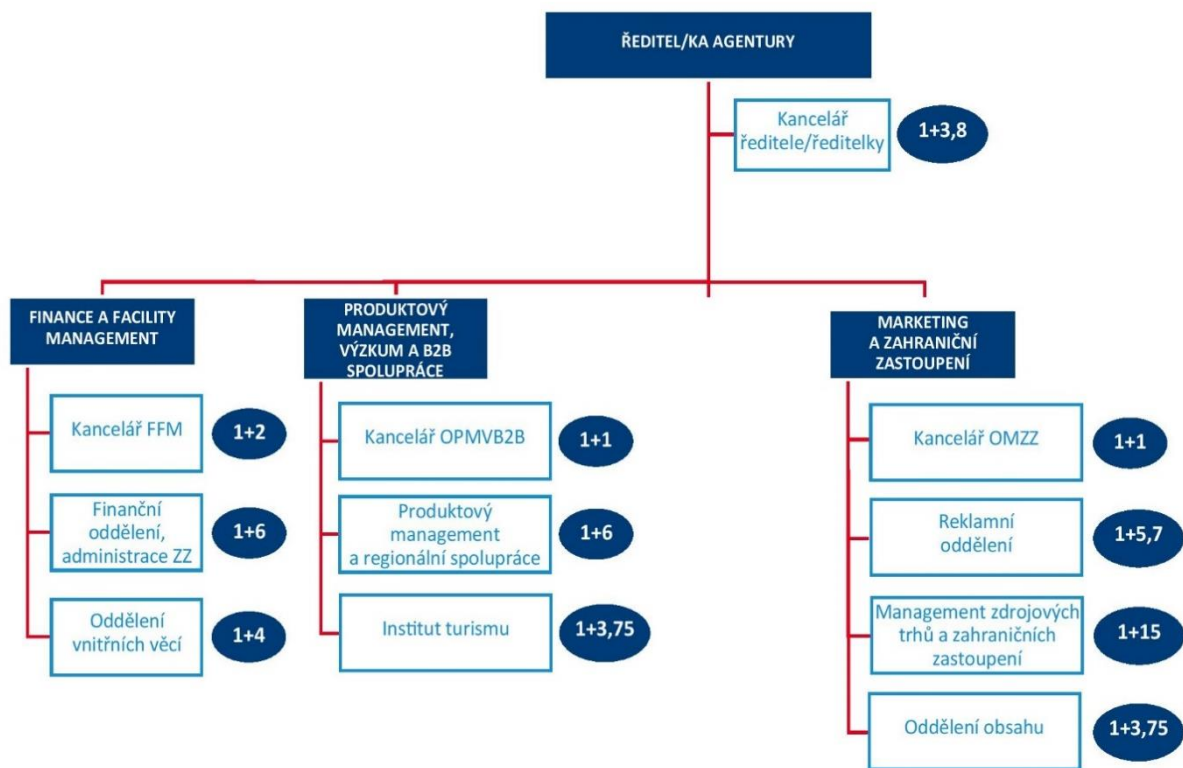 ŘEDITEL/KA AGENTURY
Kancelář
ředitele/ředitelky
1+3,8
FINANCE A FACILITY
MANAGEMENT
Kancelář FFM
1+2
Finanční
oddělení,
administrace ZZ
1+6
Oddělení
vnitřních věcí
1+4
PRODUKTOVÝ
MANAGEMENT,
VÝZKUM A B2B
SPOLUPRÁCE
Kancelář OPMVB2B
1+1
Produktový
management
a regionální spolupráce
1+6
Institut turismu
1+3,75
MARKETING
A ZAHRANIČNÍ
ZASTOUPENÍ
Kancelář OMZZ
1+1
Reklamní
oddělení
1+5,7
Management zdrojových
trhů a zahraničních
zastoupení
1+15
Oddělení obsahu
1+3,75